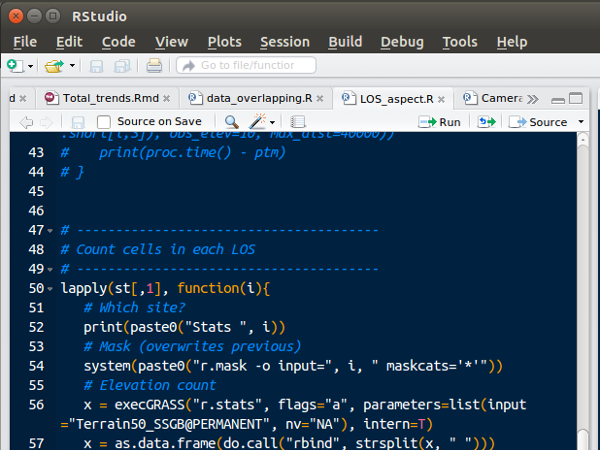 RStudio
File Edit Code View Plots Session Build Debug Tools Help
Go to file/function
d Total_trends.Rmd data_overlapping.R LOS_aspect.R Camera
Source on Save Run Source
.short[i,3]), obs_elev=10, max_dist=40000))
43 #    print(proc.time() - ptm)
44 # }
45
46
47 # ---------------------------------------
48 # Count cells in each LOS
49 # ---------------------------------------
50 lapply(st[,1], function(i){
51    # Which site?
52    print(paste0("Stats ", i))
53    # Mask (overwrites previous)
54    system(paste0("r.mask -o input=", i, " maskcats='*'"))
55    # Elevation count
56    x = execGRASS("r.stats", flags="a", parameters=list(input
="Terrain50_SSGB@PERMANENT", nv="NA"), intern=T)
57    x = as.data.frame(do.call("rbind", strsplit(x, " ")))